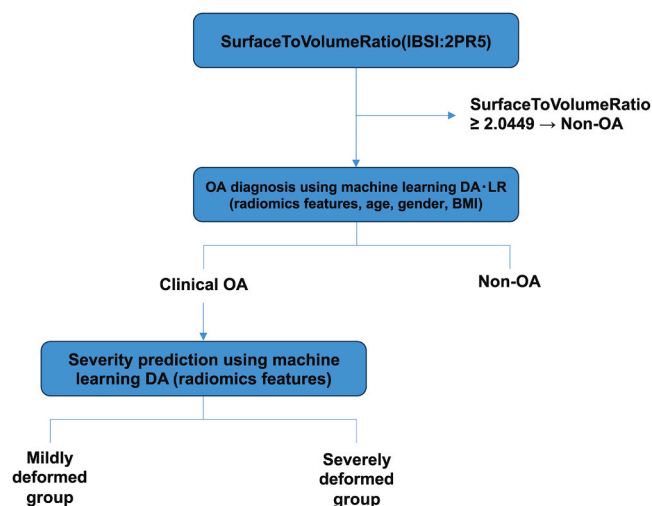 SurfaceToVolumeRatio(IBSI:2PR5)
SurfaceToVolumeRatio
≥ 2.0449 → Non-OA
OA diagnosis using machine learning DA·LR
(radiomics features, age, gender, BMI)
Clinical OA
Non-OA
Severity prediction using machine
learning DA (radiomics features)
Mildly
deformed
group
Severely
deformed
group